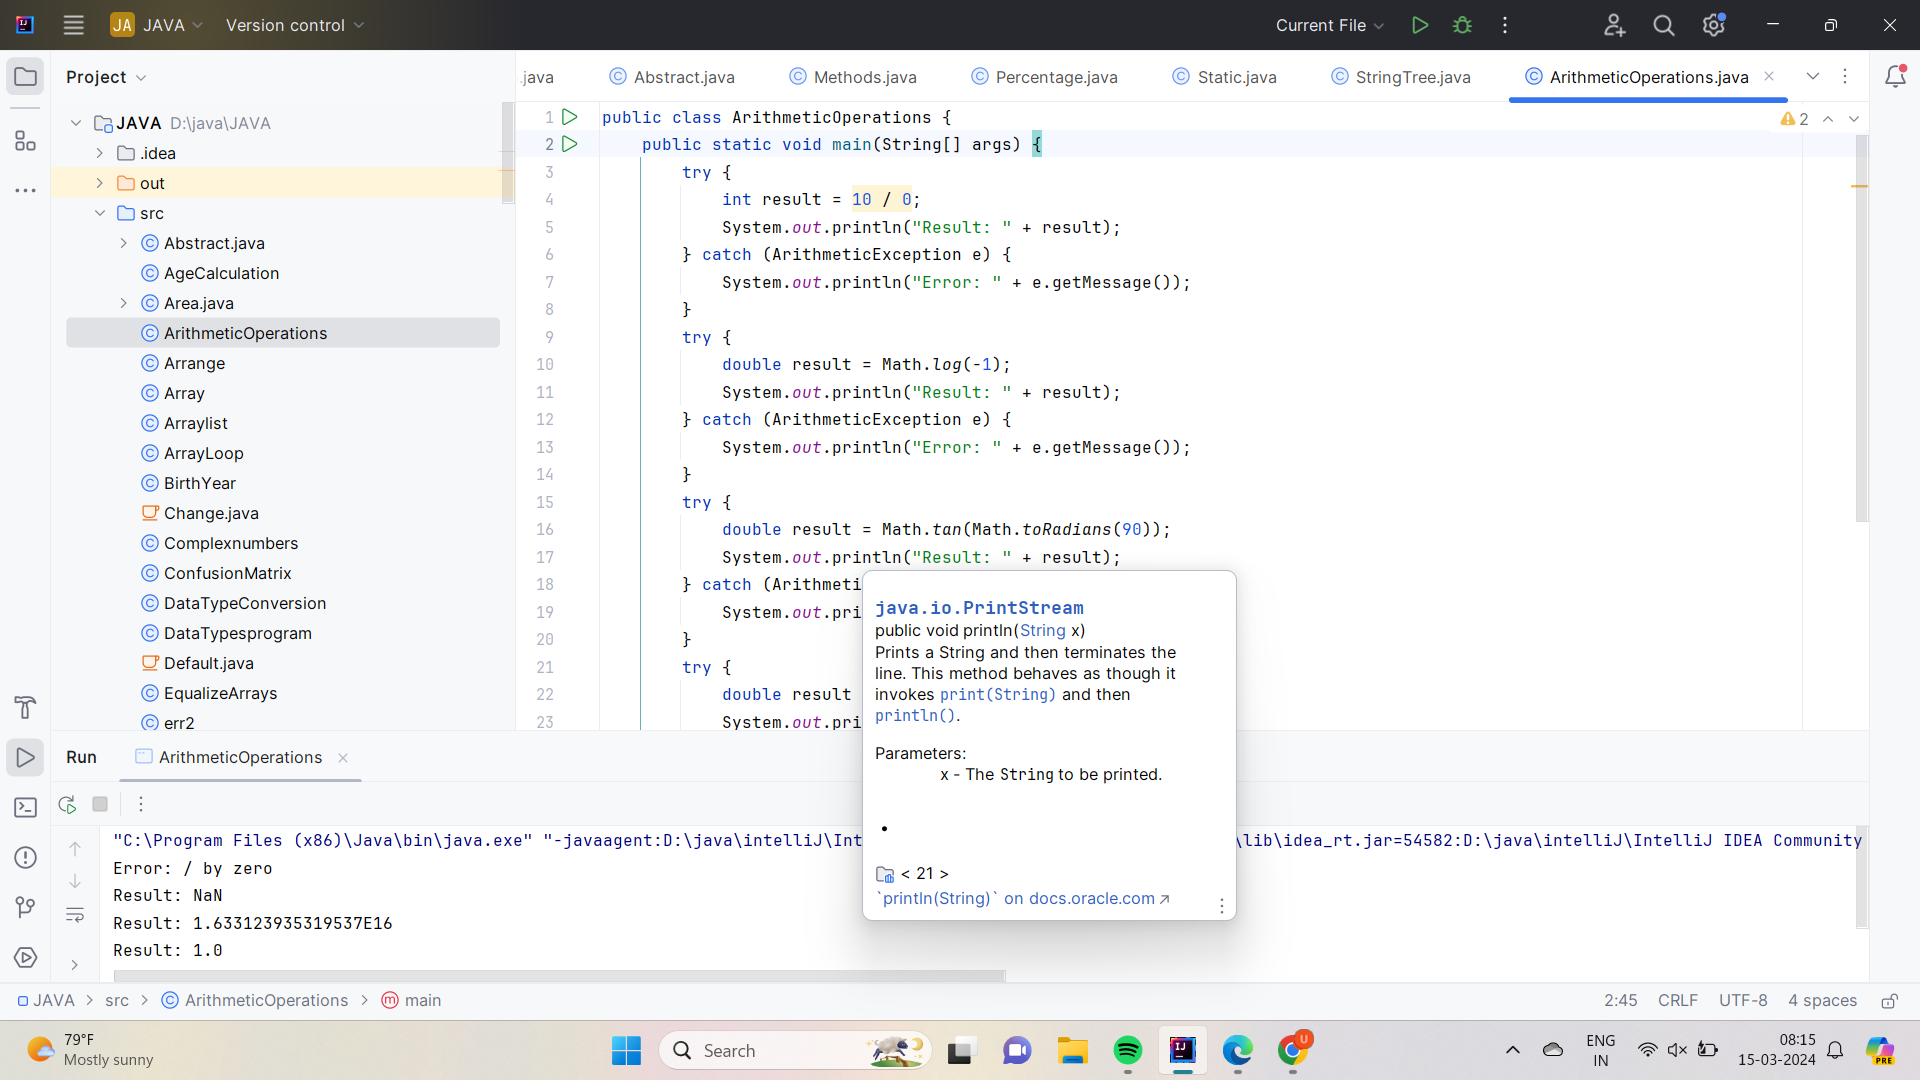 JA JAVA Version control Current File
Project
JAVA D:\java\JAVA
.idea
out
src
Abstract.java
AgeCalculation
Area.java
ArithmeticOperations
Arrange
Array
Arraylist
ArrayLoop
BirthYear
Change.java
Complexnumbers
ConfusionMatrix
DataTypeConversion
DataTypesprogram
Default.java
EqualizeArrays
err2
.java Abstract.java Methods.java Percentage.java Static.java StringTree.java ArithmeticOperations.java
2
1 public class ArithmeticOperations {
2 public static void main(String[] args) {
3 try {
4 int result = 10 / 0;
5 System.out.println("Result: " + result);
6 } catch (ArithmeticException e) {
7 System.out.println("Error: " + e.getMessage());
8 }
9 try {
10 double result = Math.log(-1);
11 System.out.println("Result: " + result);
12 } catch (ArithmeticException e) {
13 System.out.println("Error: " + e.getMessage());
14 }
15 try {
16 double result = Math.tan(Math.toRadians(90));
17 System.out.println("Result: " + result);
18 } catch (Arithmeti
19 System.out.pri
20 }
21 try {
22 double result
23 System.out.pri
java.io.PrintStream
public void println(String x)
Prints a String and then terminates the
line. This method behaves as though it
invokes print(String) and then
println().
Parameters:
x - The String to be printed.
•
< 21 >
`println(String)` on docs.oracle.com
Run ArithmeticOperations
"C:\Program Files (x86)\Java\bin\java.exe" "-javaagent:D:\java\intelliJ\Int \lib\idea_rt.jar=54582:D:\java\intelliJ\IntelliJ IDEA Community
Error: / by zero
Result: NaN
Result: 1.633123935319537E16
Result: 1.0
JAVA > src > ArithmeticOperations > main 2:45 CRLF UTF-8 4 spaces
79°F
Mostly sunny
Search
ENG
IN
08:15
15-03-2024